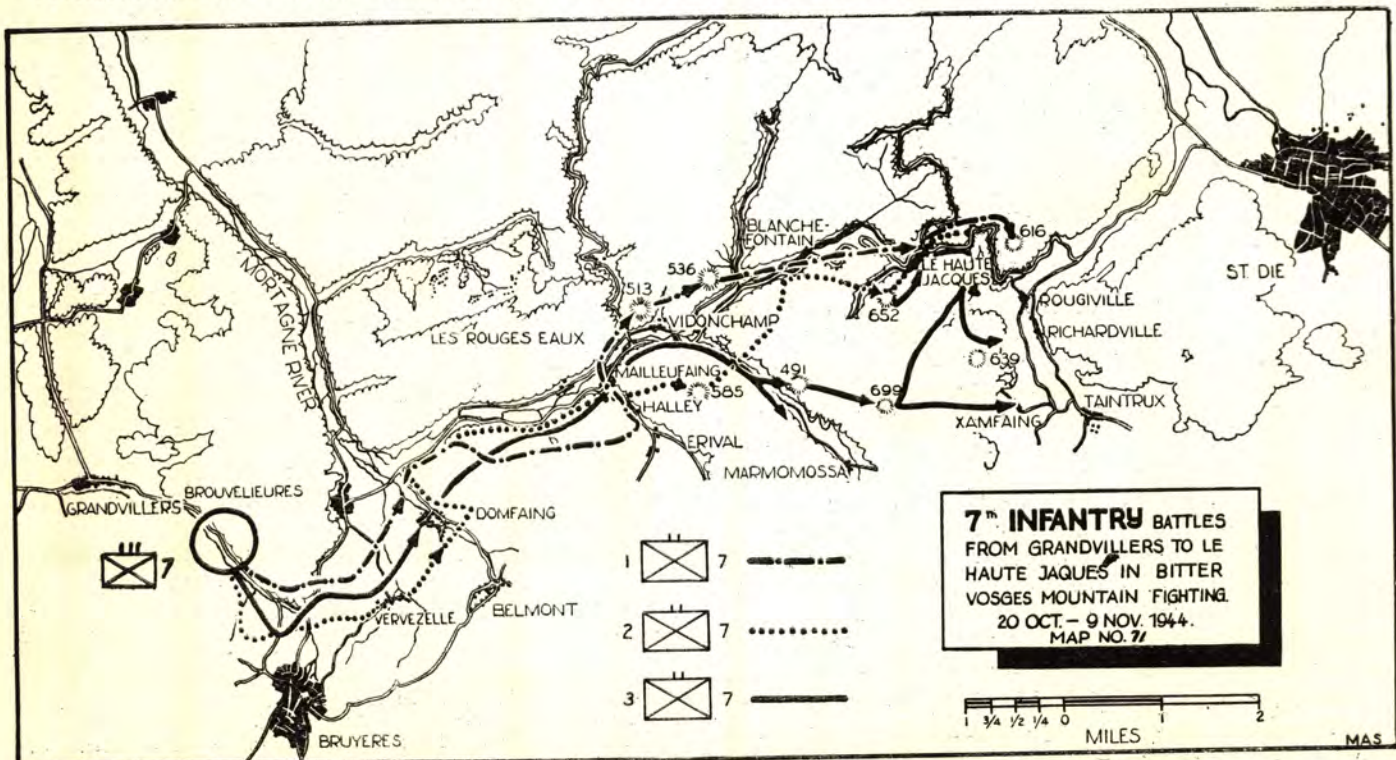 BLANCHE-
FONTAIN
616
536
513
LE HAUTE
JACQUES
ST. DIE
MORTAGNE RIVER
652
ROUGIVILLE
VIDONCHAMP
LES ROUGES EAUX
RICHARDVILLE
639
MAILLEUFAING
491
585
HALLEY
699
TAINTRUX
XAMFAING
ERIVAL
MARMOMOSSA
BROUVELIEURES
GRANDVILLERS
DOMFAING
7
BELMONT
VERVEZELLE
BRUYERES
1 7
2 7
3 7
7TH INFANTRY BATTLES
FROM GRANDVILLERS TO LE
HAUTE JAQUES IN BITTER
VOSGES MOUNTAIN FIGHTING.
20 OCT. – 9 NOV. 1944.
MAP NO. 71
1 3/4 1/2 1/4 0 1 2
MILES
MAS